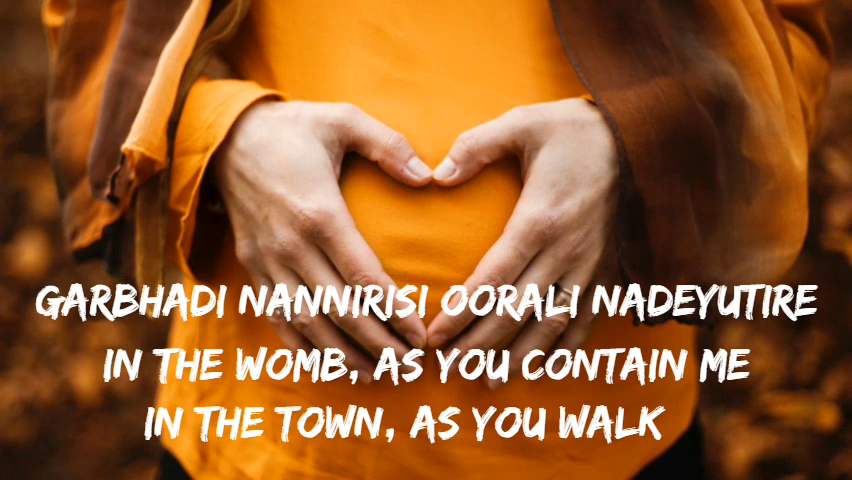 GARBHADI NANNIRISI OORALI NADEYUTIRE
IN THE WOMB, AS YOU CONTAIN ME
IN THE TOWN, AS YOU WALK